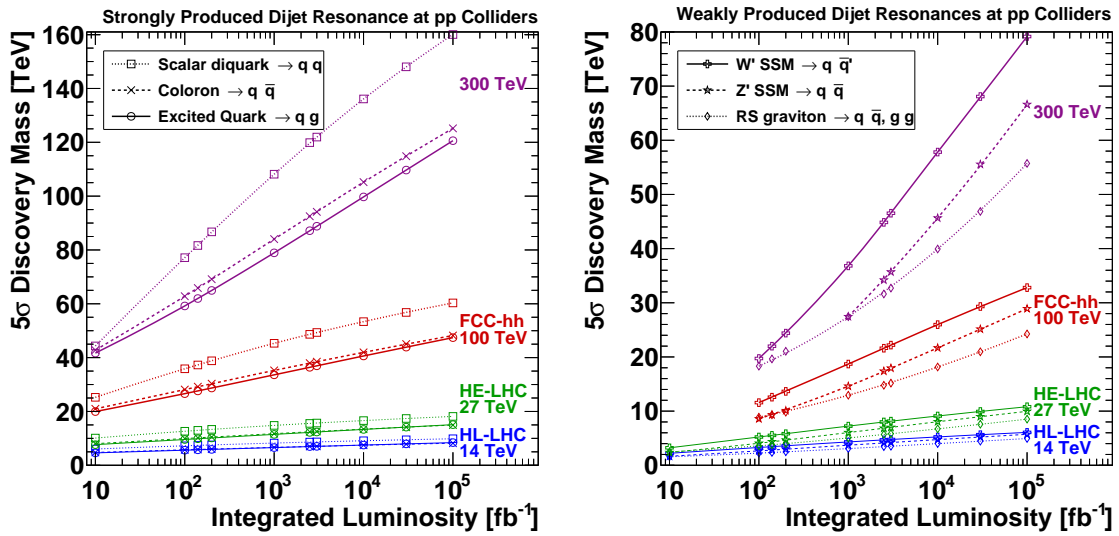 Strongly Produced Dijet Resonance at pp Colliders
5σ Discovery Mass [TeV]
160
140
120
100
80
60
40
20
0
Scalar diquark → q q
Coloron → q q̅
Excited Quark → q g
300 TeV
FCC-hh
100 TeV
HE-LHC
27 TeV
HL-LHC
14 TeV
10
10²
10³
10⁴
10⁵
Integrated Luminosity [fb⁻¹]
Weakly Produced Dijet Resonances at pp Colliders
5σ Discovery Mass [TeV]
80
70
60
50
40
30
20
10
0
W' SSM → q q̅'
Z' SSM → q q̅
RS graviton → q q̅, g g
300 TeV
FCC-hh
100 TeV
HE-LHC
27 TeV
HL-LHC
14 TeV
10
10²
10³
10⁴
10⁵
Integrated Luminosity [fb⁻¹]